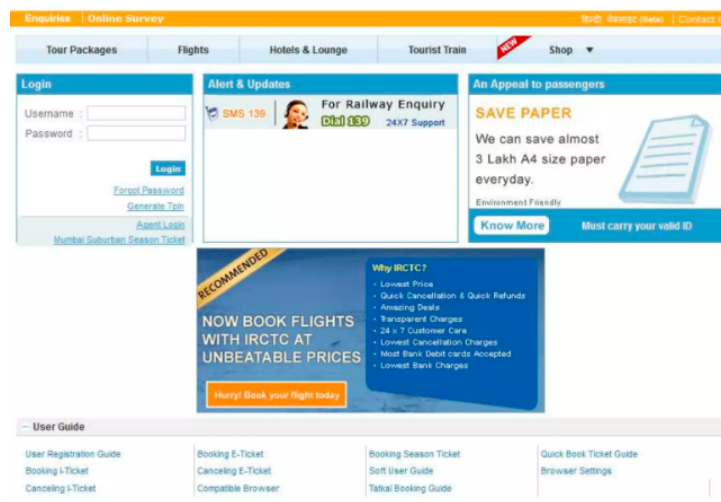 Enquiries | Online Survey
हिन्दी वेबसाइट (Beta) | Contact
Tour Packages
Flights
Hotels & Lounge
Tourist Train
NEW
Shop ▼
Login
Username :
Password :
Login
Forgot Password
Generate Tpin
Agent Login
Mumbai Suburban Season Ticket
Alert & Updates
SMS 139
For Railway Enquiry
Dial 139
24X7 Support
An Appeal to passengers
SAVE PAPER
We can save almost
3 Lakh A4 size paper
everyday.
Environment Friendly
Know More
Must carry your valid ID
RECOMMENDED
NOW BOOK FLIGHTS
WITH IRCTC AT
UNBEATABLE PRICES
Hurry! Book your flight today
Why IRCTC?
- Lowest Price
- Quick Cancellation & Quick Refunds
- Amazing Deals
- Transparent Charges
- 24 x 7 Customer Care
- Lowest Cancellation Charges
- Most Bank Debit cards Accepted
- Lowest Bank Charges
– User Guide
User Registration Guide
Booking I-Ticket
Canceling I-Ticket
Booking E-Ticket
Canceling E-Ticket
Compatible Browser
Booking Season Ticket
Soft User Guide
Tatkal Booking Guide
Quick Book Ticket Guide
Browser Settings